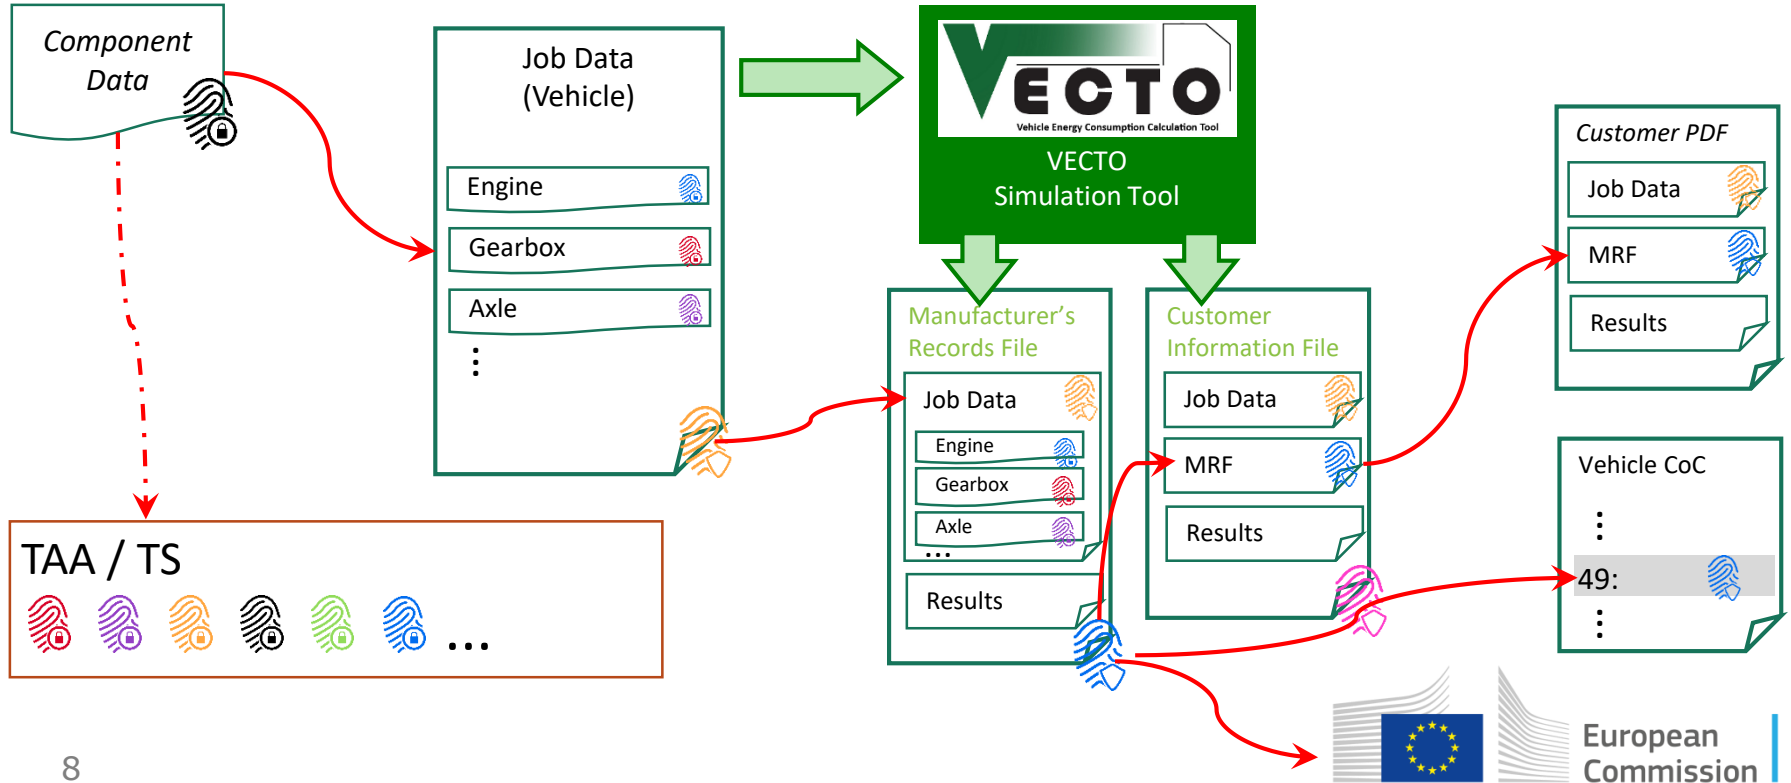 Component
Data
Job Data
(Vehicle)
Engine
Gearbox
Axle
⋮
VECTO
Vehicle Energy Consumption Calculation Tool
VECTO
Simulation Tool
Manufacturer's
Records File
Job Data
Engine
Gearbox
Axle
...
Results
Customer
Information File
Job Data
MRF
Results
Customer PDF
Job Data
MRF
Results
Vehicle CoC
⋮
49:
⋮
TAA / TS
...
European
Commission
8